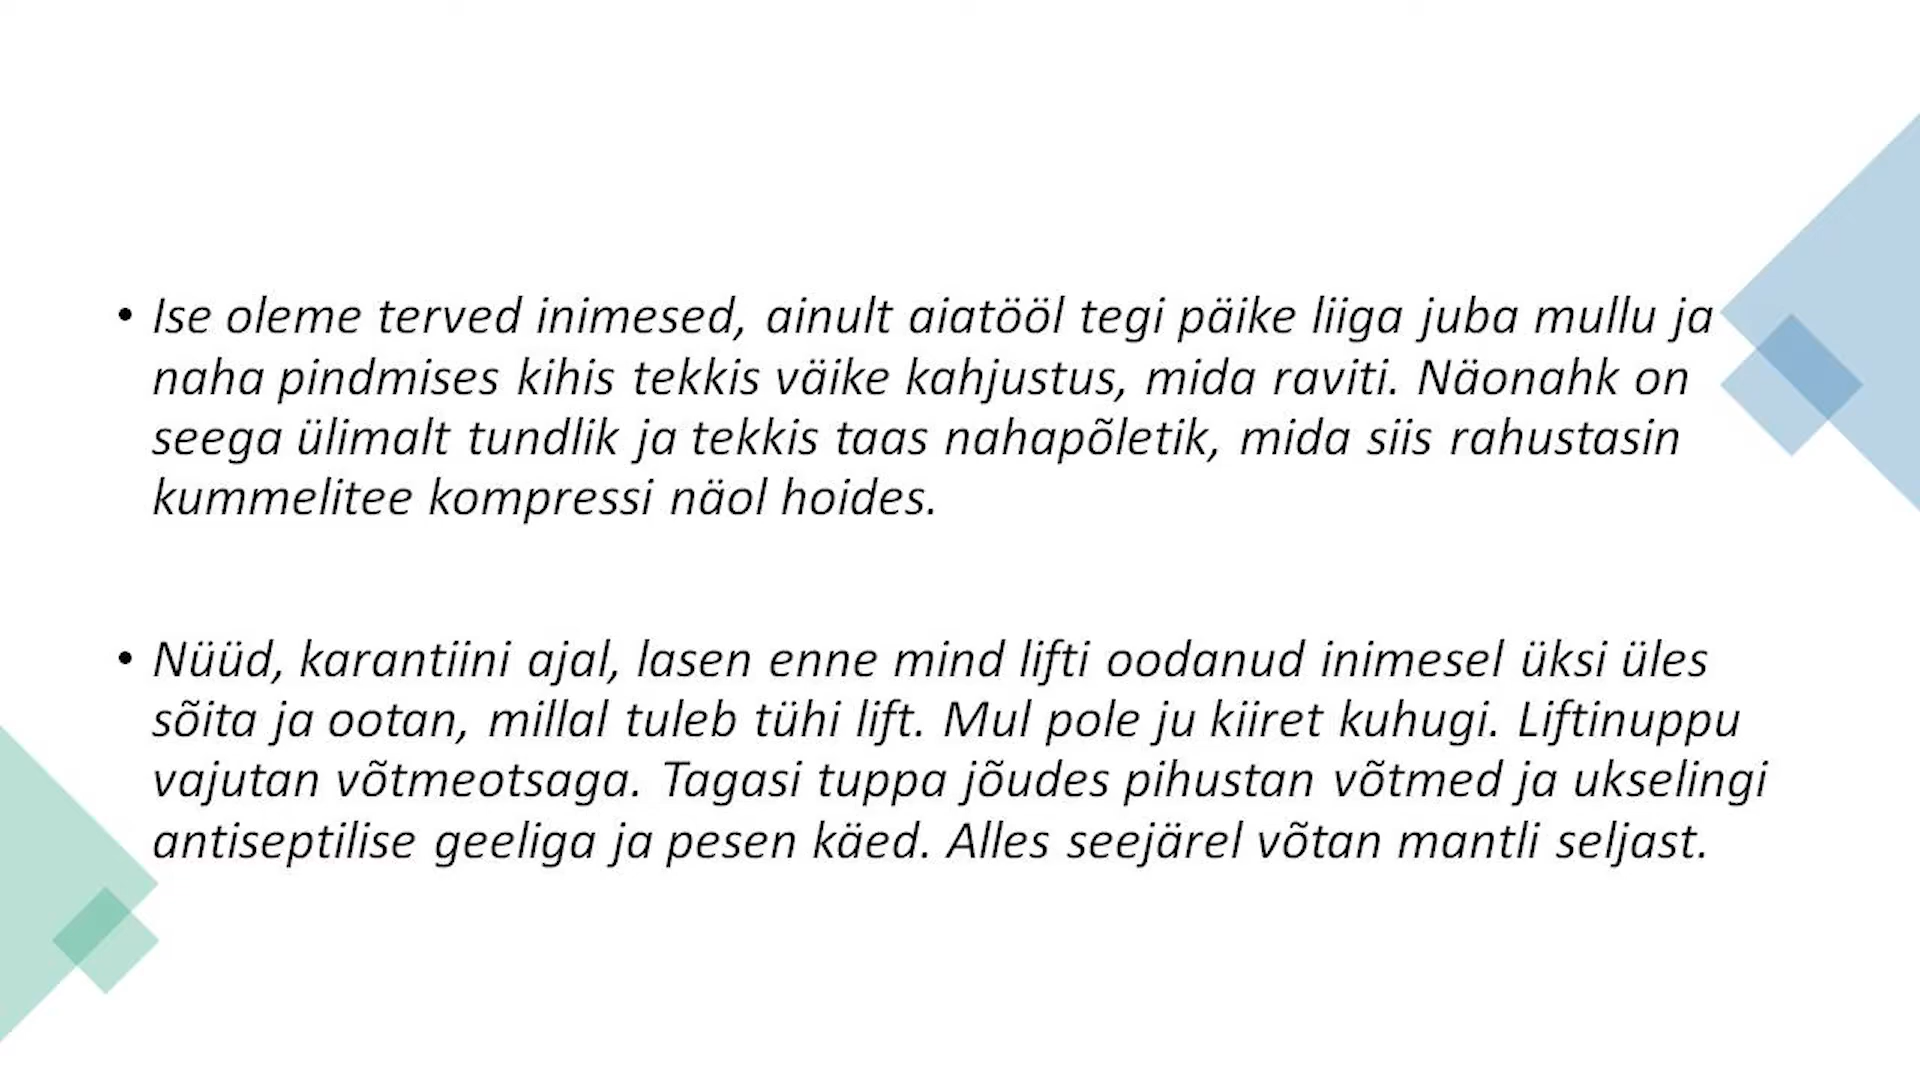 • Ise oleme terved inimesed, ainult aiatööl tegi päike liiga juba mullu ja
naha pindmises kihis tekkis väike kahjustus, mida raviti. Näonahk on
seega ülimalt tundlik ja tekkis taas nahapõletik, mida siis rahustasin
kummelitee kompressi näol hoides.
• Nüüd, karantiini ajal, lasen enne mind lifti oodanud inimesel üksi üles
sõita ja ootan, millal tuleb tühi lift. Mul pole ju kiiret kuhugi. Liftinuppu
vajutan võtmeotsaga. Tagasi tuppa jõudes pihustan võtmed ja ukselingi
antiseptilise geeliga ja pesen käed. Alles seejärel võtan mantli seljast.